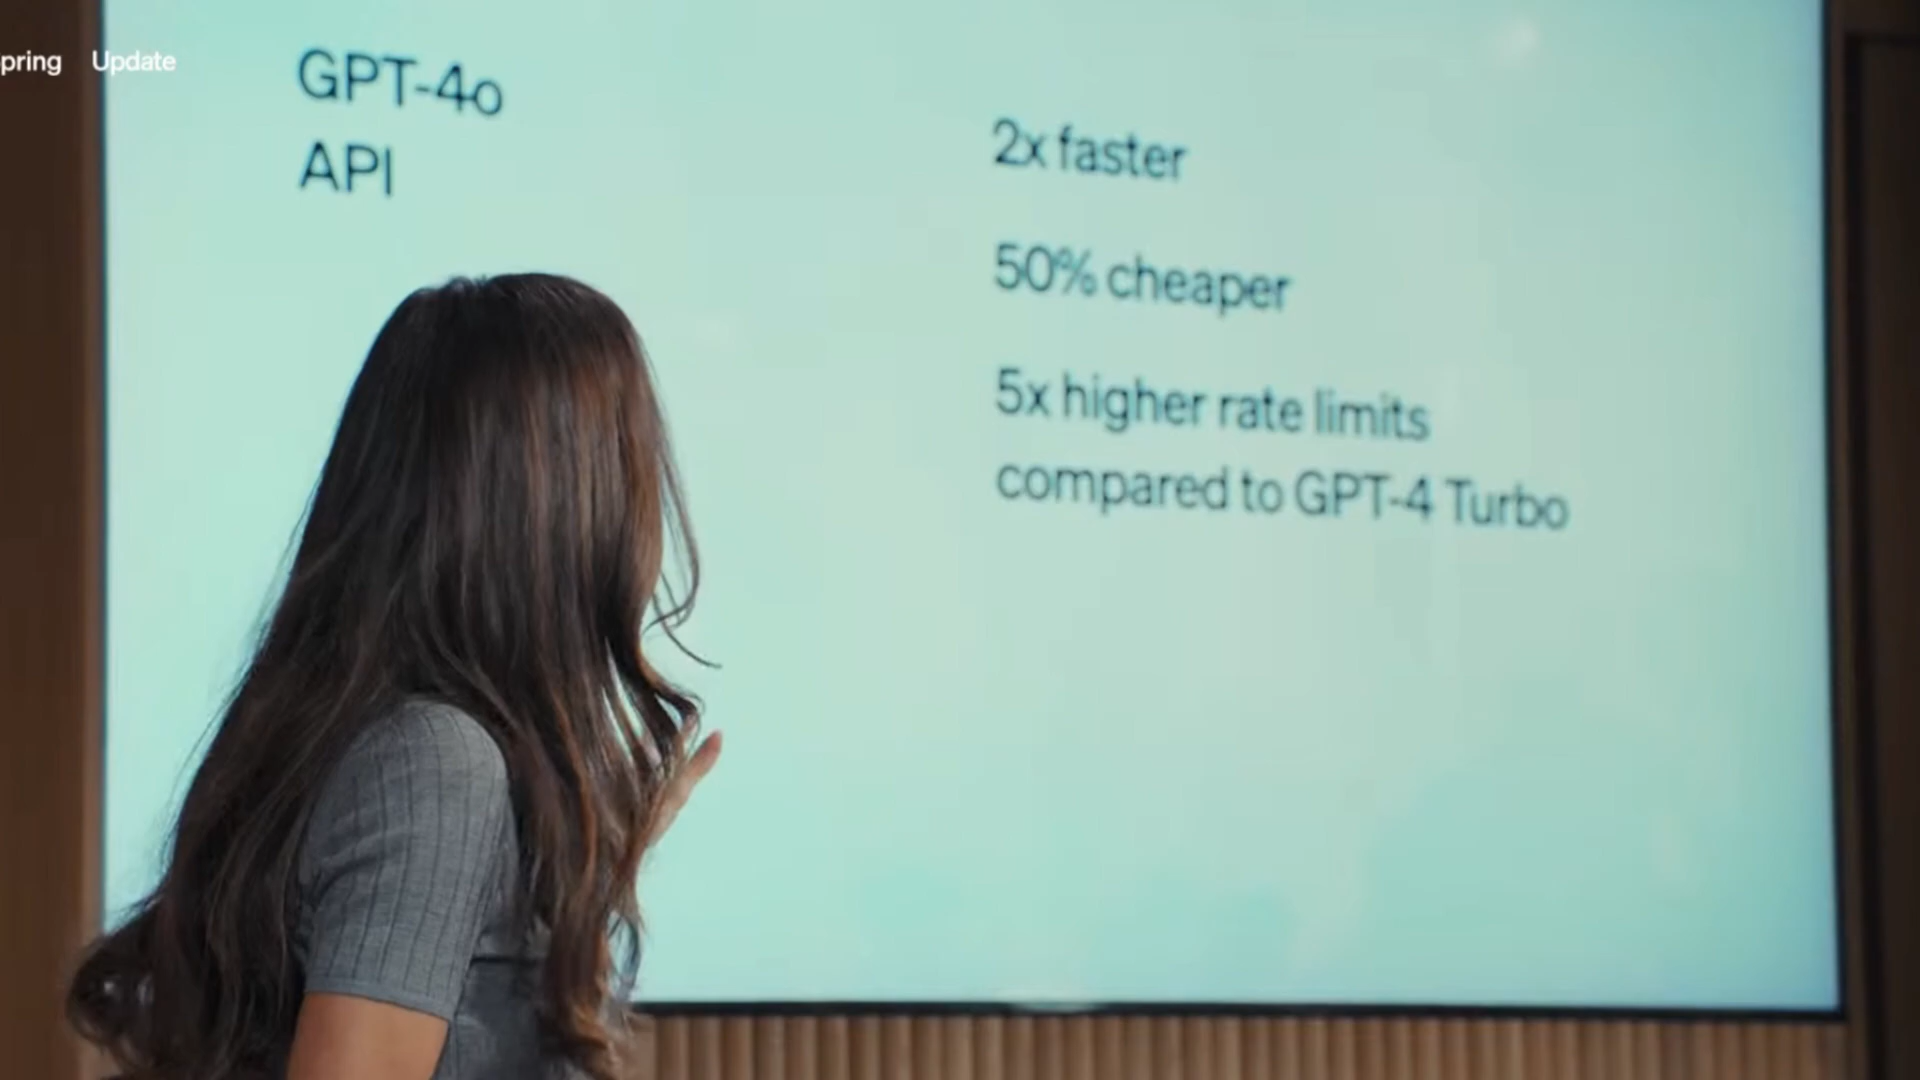 pring Update
GPT-4o
API
2x faster
50% cheaper
5x higher rate limits
compared to GPT-4 Turbo